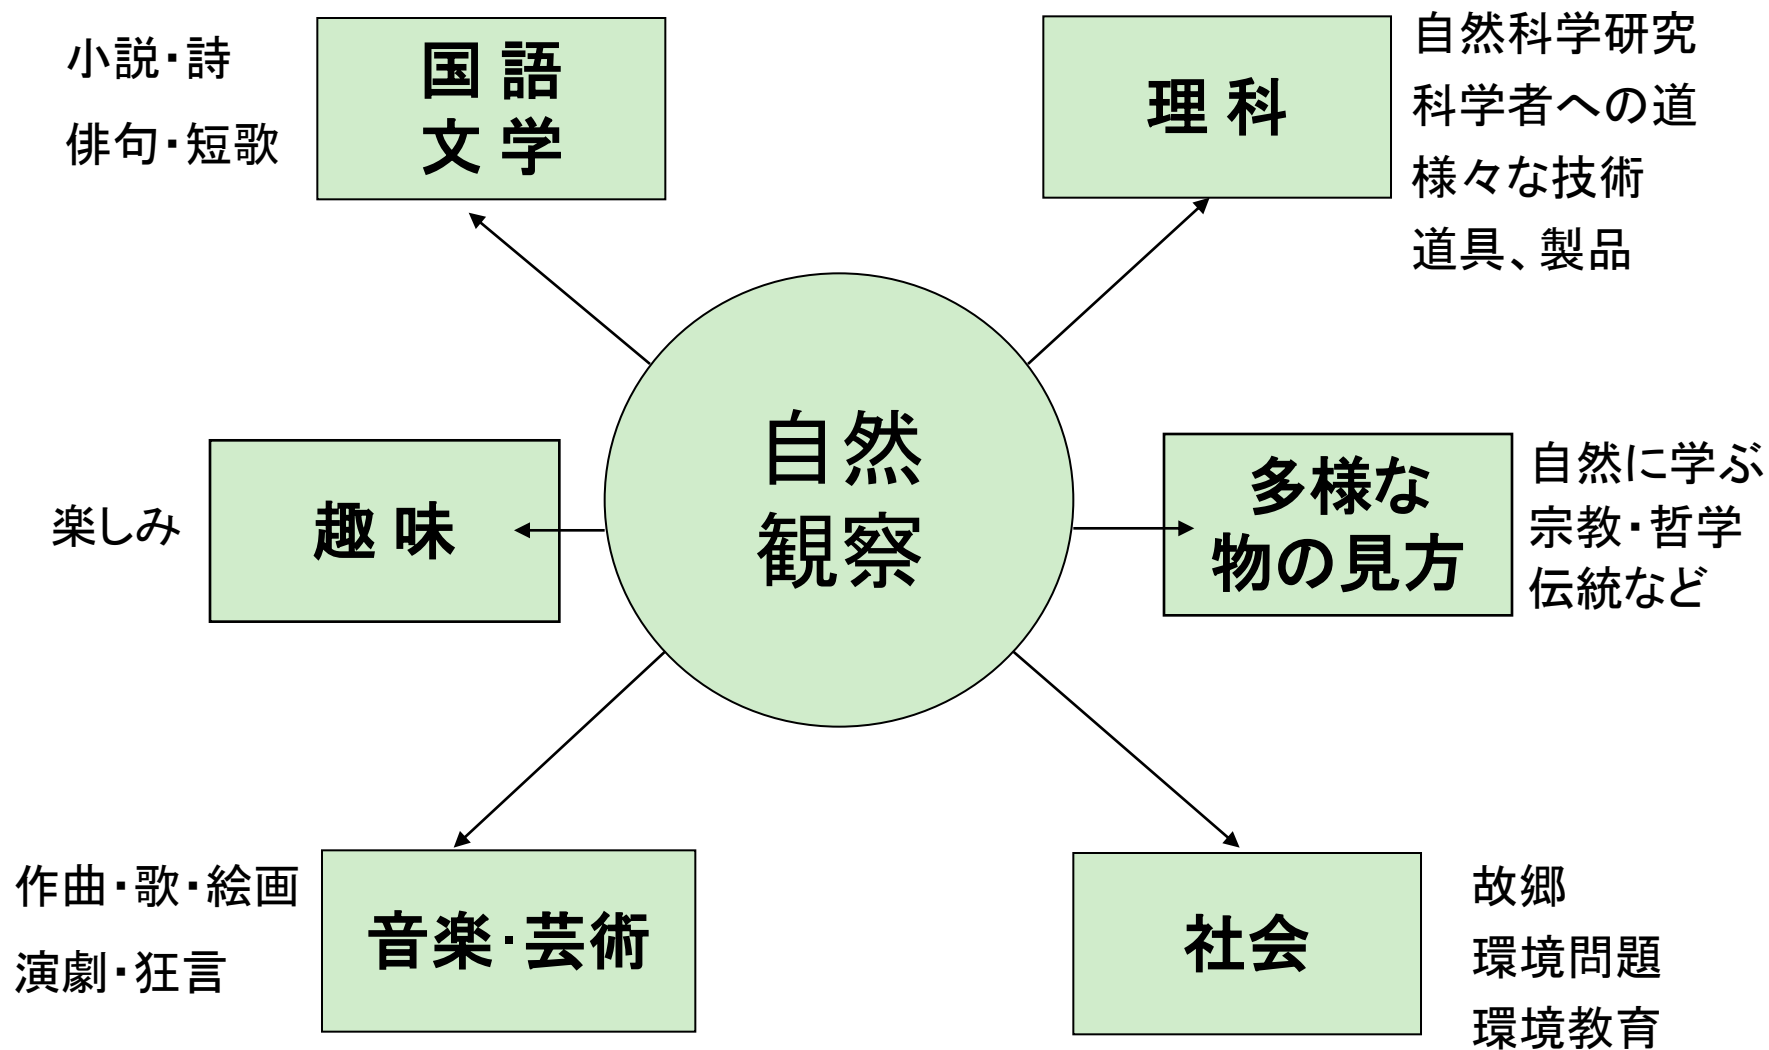 小説・詩
俳句・短歌
国 語
文 学
理 科
自然科学研究
科学者への道
様々な技術
道具、製品
自然
観察
楽しみ
趣 味
多様な
物の見方
自然に学ぶ
宗教・哲学
伝統など
作曲・歌・絵画
演劇・狂言
音楽・芸術
社会
故郷
環境問題
環境教育